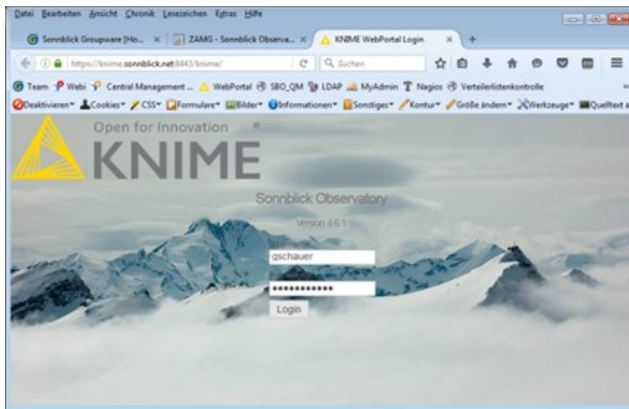 Datei Bearbeiten Ansicht Chronik Lesezeichen Extras Hilfe
Sonnblick Groupware [Ho... × ZAMG - Sonnblick Observa... × KNIME WebPortal Login × +
https://knime.sonnblick.net:8443/knime/ Suchen
Team Webi Central Management ... WebPortal SBO_QM LDAP MyAdmin Nagios Verteilerlistenkontrolle
Deaktivieren Cookies CSS Formulare Bilder Informationen Sonstiges Kontur Größe ändern Werkzeuge Quelltext a
Open for Innovation ®
KNIME
Sonnblick Observatory
Version 4.6.1
gschauer
Login